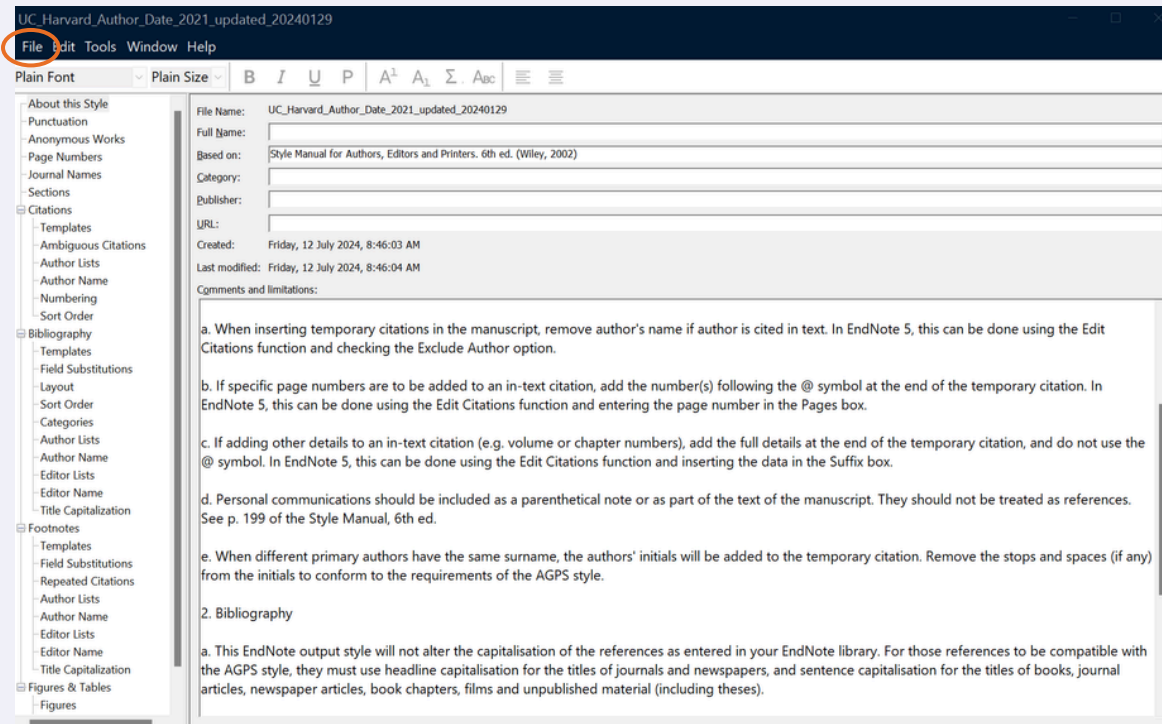 UC_Harvard_Author_Date_2021_updated_20240129
File Edit Tools Window Help
Plain Font Plain Size B I U P A1 A1 Σ ABC
About this Style
Punctuation
Anonymous Works
Page Numbers
Journal Names
Sections
Citations
Templates
Ambiguous Citations
Author Lists
Author Name
Numbering
Sort Order
Bibliography
Templates
Field Substitutions
Layout
Sort Order
Categories
Author Lists
Author Name
Editor Lists
Editor Name
Title Capitalization
Footnotes
Templates
Field Substitutions
Repeated Citations
Author Lists
Author Name
Editor Lists
Editor Name
Title Capitalization
Figures & Tables
Figures
File Name: UC_Harvard_Author_Date_2021_updated_20240129
Full Name:
Based on: Style Manual for Authors, Editors and Printers. 6th ed. (Wiley, 2002)
Category:
Publisher:
URL:
Created: Friday, 12 July 2024, 8:46:03 AM
Last modified: Friday, 12 July 2024, 8:46:04 AM
Comments and limitations:
a. When inserting temporary citations in the manuscript, remove author's name if author is cited in text. In EndNote 5, this can be done using the Edit
Citations function and checking the Exclude Author option.
b. If specific page numbers are to be added to an in-text citation, add the number(s) following the @ symbol at the end of the temporary citation. In
EndNote 5, this can be done using the Edit Citations function and entering the page number in the Pages box.
c. If adding other details to an in-text citation (e.g. volume or chapter numbers), add the full details at the end of the temporary citation, and do not use the
@ symbol. In EndNote 5, this can be done using the Edit Citations function and inserting the data in the Suffix box.
d. Personal communications should be included as a parenthetical note or as part of the text of the manuscript. They should not be treated as references.
See p. 199 of the Style Manual, 6th ed.
e. When different primary authors have the same surname, the authors' initials will be added to the temporary citation. Remove the stops and spaces (if any)
from the initials to conform to the requirements of the AGPS style.
2. Bibliography
a. This EndNote output style will not alter the capitalisation of the references as entered in your EndNote library. For those references to be compatible with
the AGPS style, they must use headline capitalisation for the titles of journals and newspapers, and sentence capitalisation for the titles of books, journal
articles, newspaper articles, book chapters, films and unpublished material (including theses).